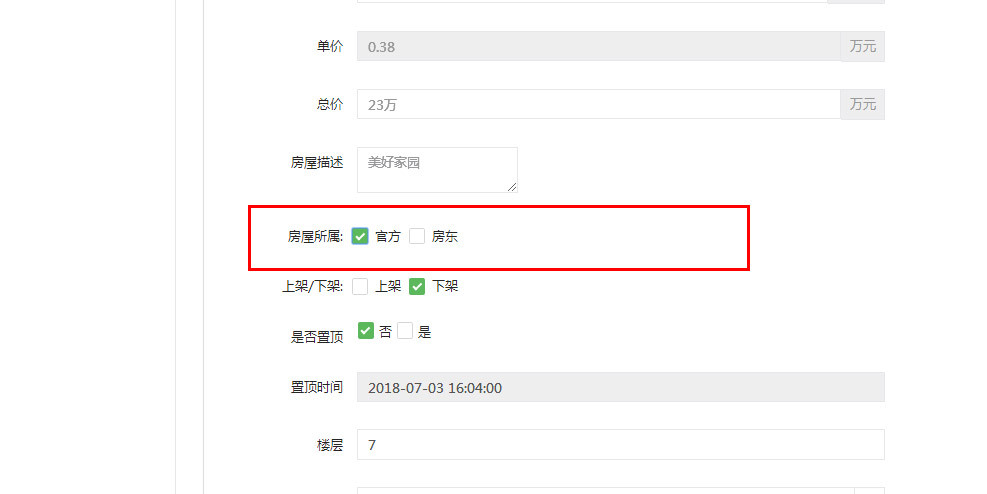 单价 0.38 万元
总价 23万 万元
房屋描述 美好家园
房屋所属: 官方 房东
上架/下架: 上架 下架
是否置顶 否 是
置顶时间 2018-07-03 16:04:00
楼层 7